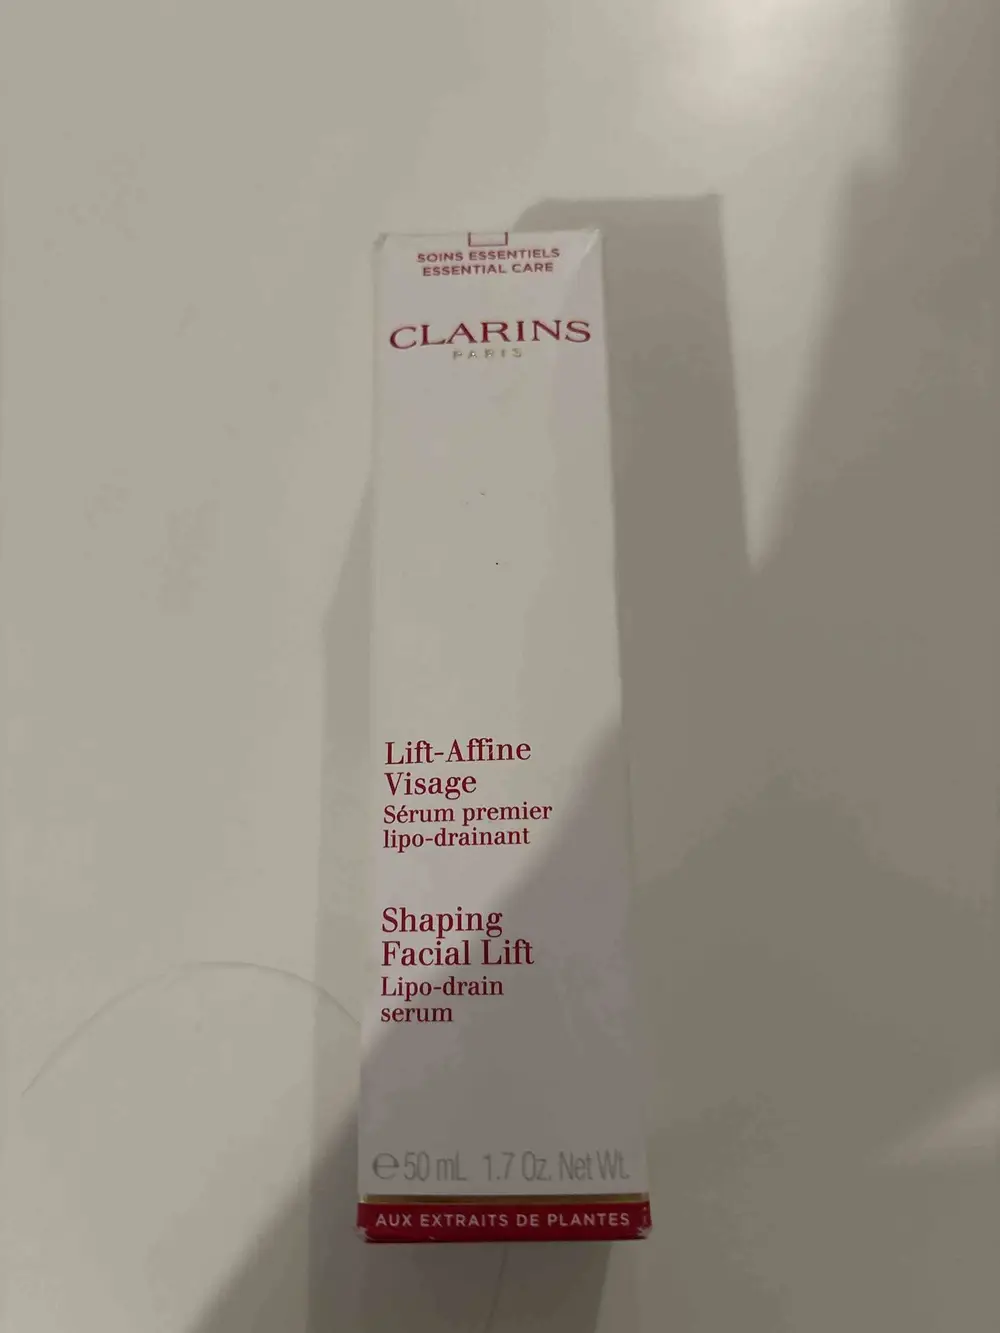 SOINS ESSENTIELS
ESSENTIAL CARE
CLARINS
PARIS
Lift-Affine
Visage
Sérum premier
lipo-drainant
Shaping
Facial Lift
Lipo-drain
serum
℮50 mL 1.7 Oz. Net Wt.
AUX EXTRAITS DE PLANTES